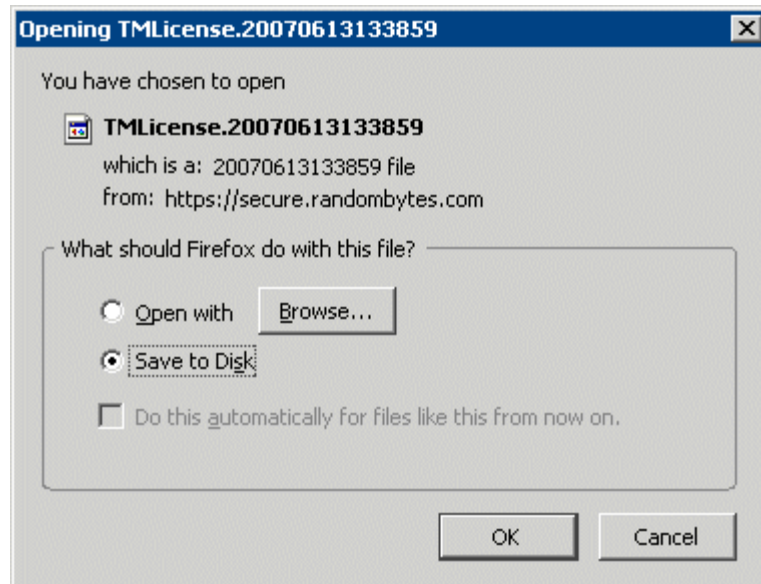 Opening TMLicense.20070613133859
You have chosen to open
TMLicense.20070613133859
which is a: 20070613133859 file
from: https://secure.randombytes.com
What should Firefox do with this file?
Open with
Browse...
Save to Disk
Do this automatically for files like this from now on.
OK
Cancel